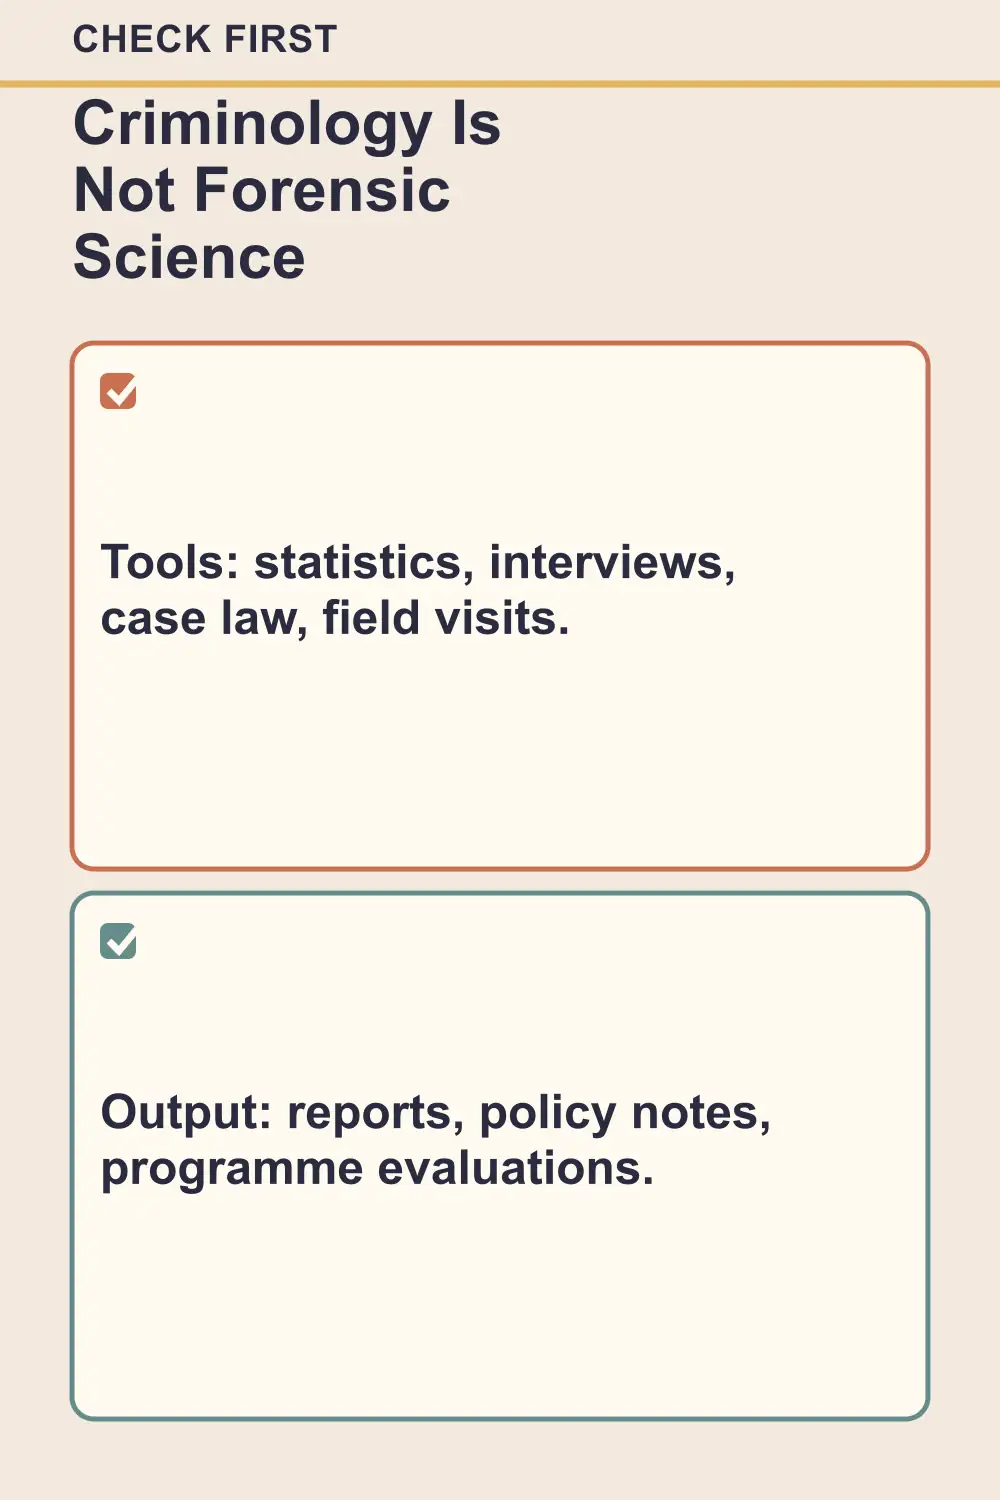 CHECK FIRST
Criminology Is
Not Forensic
Science
Tools: statistics, interviews,
case law, field visits.
Output: reports, policy notes,
programme evaluations.